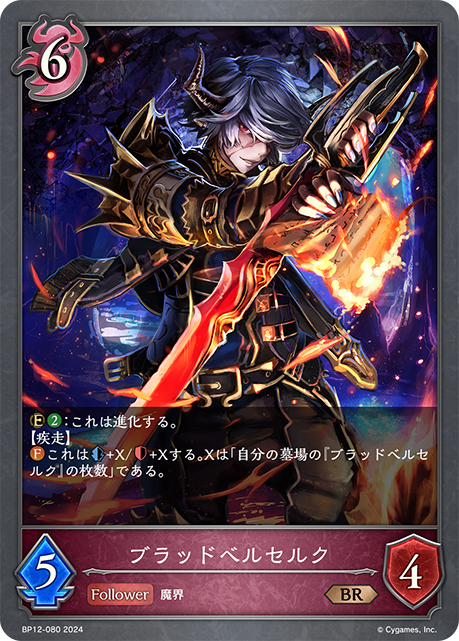 6
E 2:これは進化する。
【疾走】
F これは +X/ +Xする。Xは「自分の墓場の『ブラッドベルセ
ルク』の枚数」である。
ブラッドベルセルク
5
Follower 魔界
BR
4
BP12-080 2024
© Cygames, Inc.